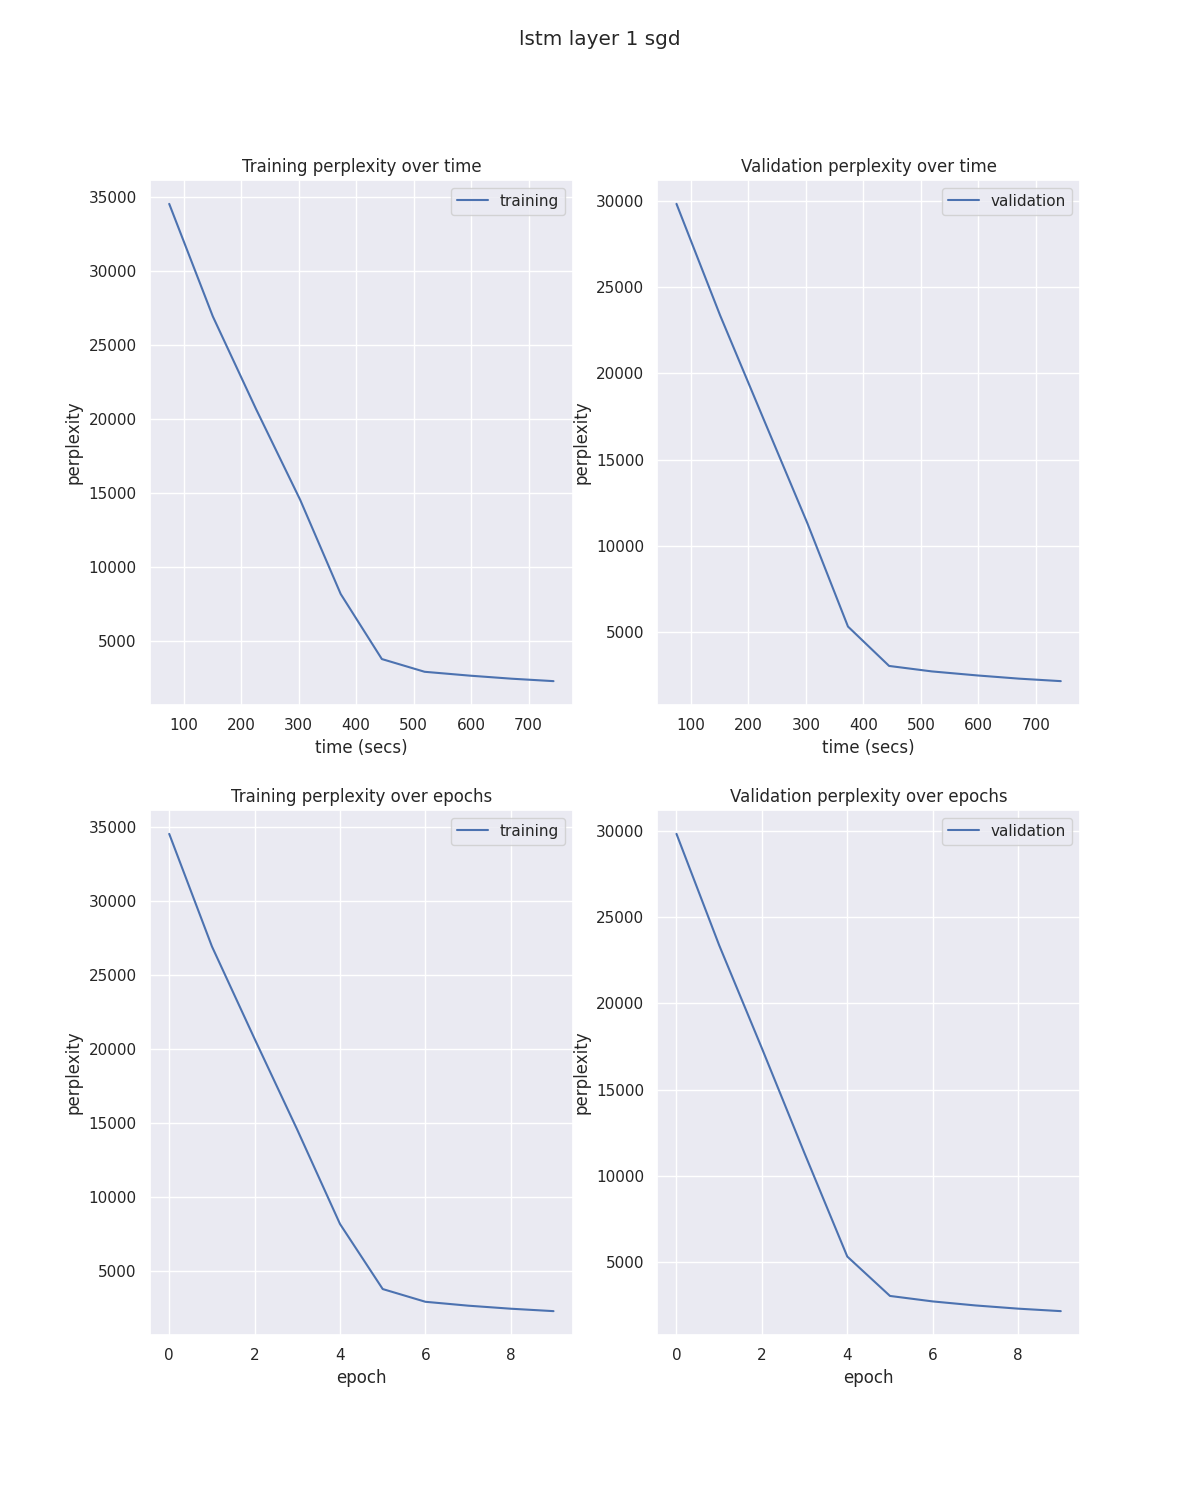 lstm layer 1 sgd
Training perplexity over time
training
35000
30000
25000
20000
15000
10000
5000
perplexity
100 200 300 400 500 600 700
time (secs)
Validation perplexity over time
validation
30000
25000
20000
15000
10000
5000
perplexity
100 200 300 400 500 600 700
time (secs)
Training perplexity over epochs
training
35000
30000
25000
20000
15000
10000
5000
perplexity
0 2 4 6 8
epoch
Validation perplexity over epochs
validation
30000
25000
20000
15000
10000
5000
perplexity
0 2 4 6 8
epoch